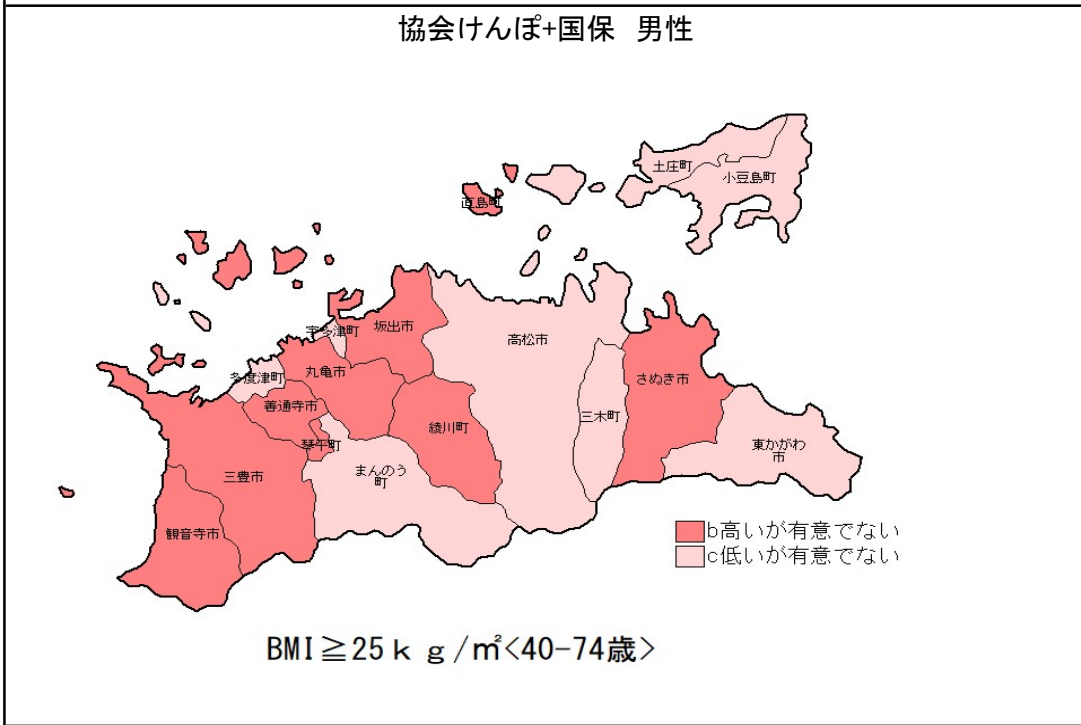 協会けんぽ+国保 男性
土庄町
小豆島町
直島町
宇多津町
坂出市
高松市
丸亀市
多度津町
さぬき市
善通寺市
三木町
綾川町
琴平町
東かがわ
市
まんのう
町
三豊市
観音寺市
b高いが有意でない
c低いが有意でない
BMI≧25kg/㎡<40-74歳>